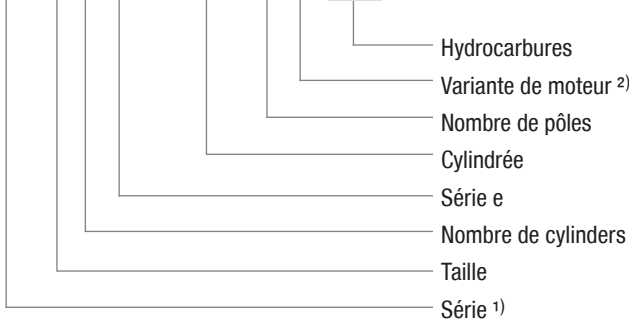 Hydrocarbures
Variante de moteur ²⁾
Nombre de pôles
Cylindrée
Série e
Nombre de cylinders
Taille
Série ¹⁾